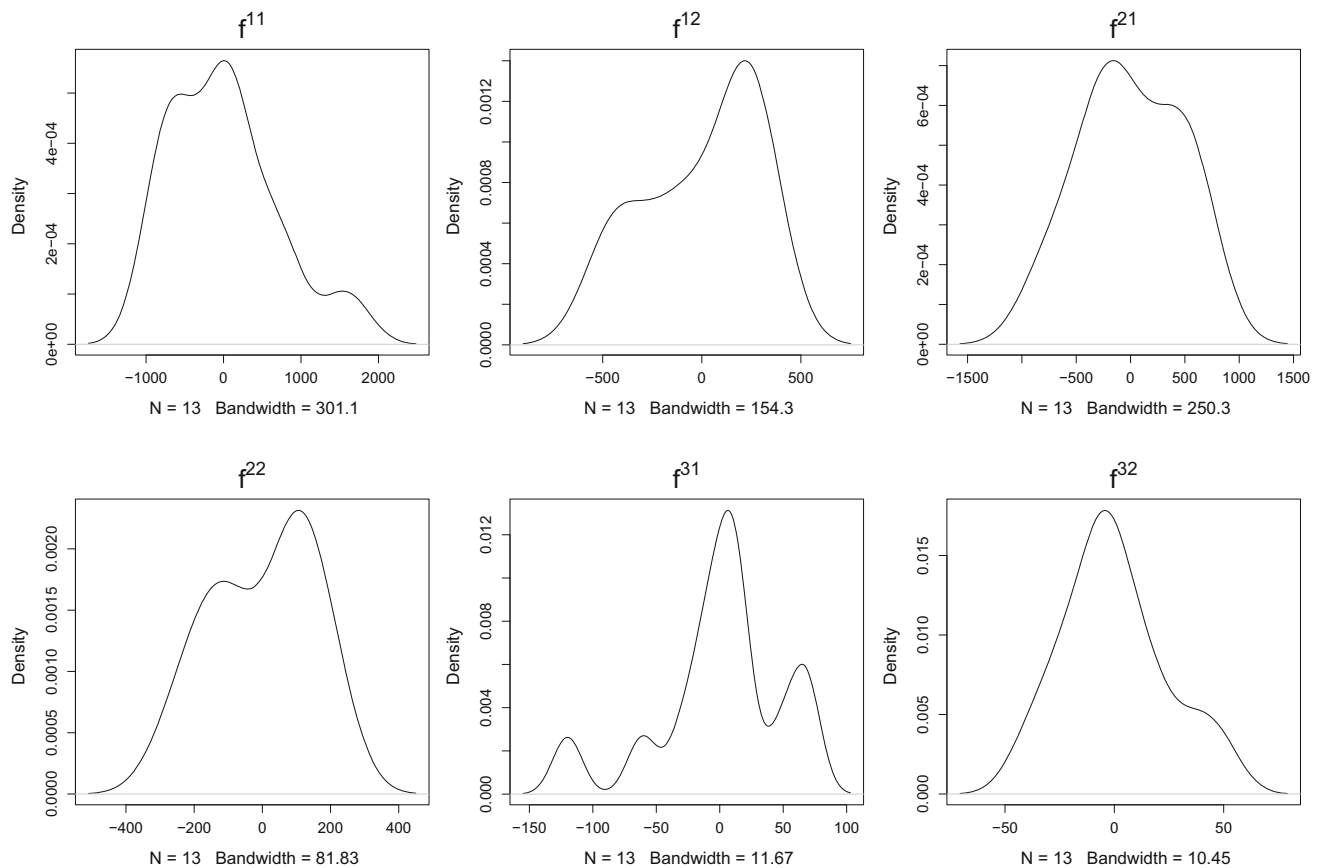 f11
Density
0e+00 2e−04 4e−04
−1000 0 1000 2000
N = 13 Bandwidth = 301.1
f12
Density
0.0000 0.0004 0.0008 0.0012
−500 0 500
N = 13 Bandwidth = 154.3
f21
Density
0e+00 2e−04 4e−04 6e−04
−1500 −500 0 500 1000 1500
N = 13 Bandwidth = 250.3
f22
Density
0.0000 0.0005 0.0010 0.0015 0.0020
−400 −200 0 200 400
N = 13 Bandwidth = 81.83
f31
Density
0.000 0.004 0.008 0.012
−150 −100 −50 0 50 100
N = 13 Bandwidth = 11.67
f32
Density
0.000 0.005 0.010 0.015
−50 0 50
N = 13 Bandwidth = 10.45